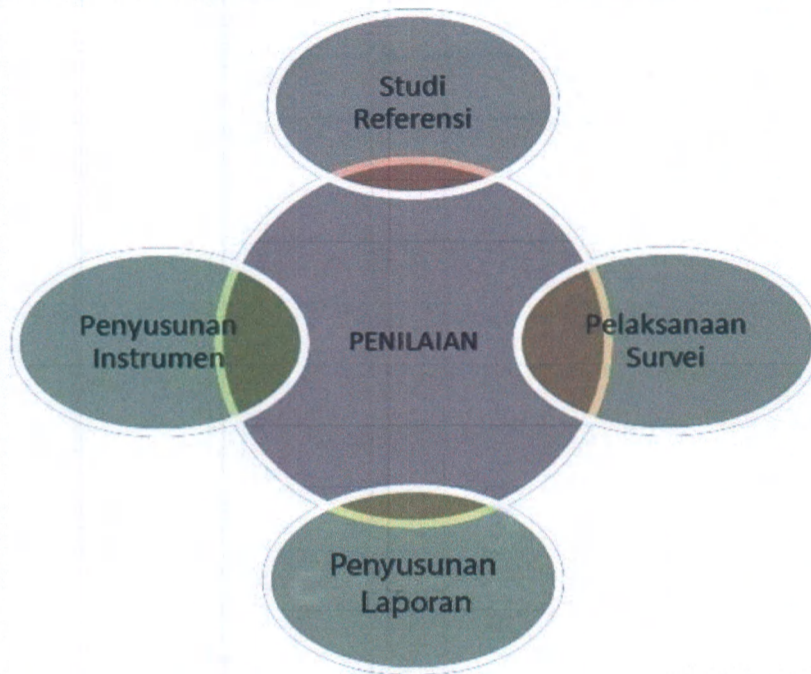 Studi
Referensi
Penyusunan
Instrumen
PENILAIAN
Pelaksanaan
Survei
Penyusunan
Laporan